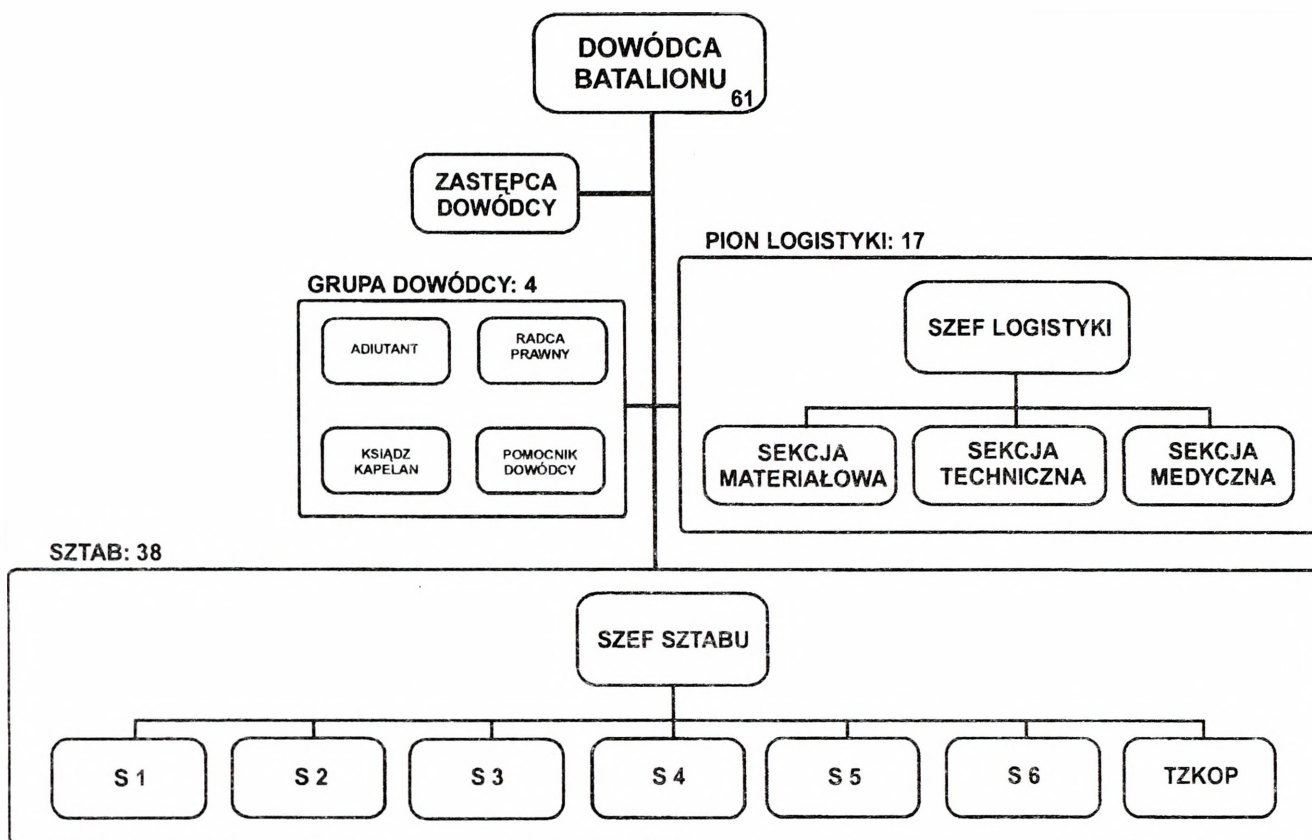 DOWÓDCA
BATALIONU
61
ZASTĘPCA
DOWÓDCY
PION LOGISTYKI: 17
GRUPA DOWÓDCY: 4
SZEF LOGISTYKI
ADIUTANT
RADCA
PRAWNY
KSIĄDZ
KAPELAN
POMOCNIK
DOWÓDCY
SEKCJA
MATERIAŁOWA
SEKCJA
TECHNICZNA
SEKCJA
MEDYCZNA
SZTAB: 38
SZEF SZTABU
S 1
S 2
S 3
S 4
S 5
S 6
TZKOP